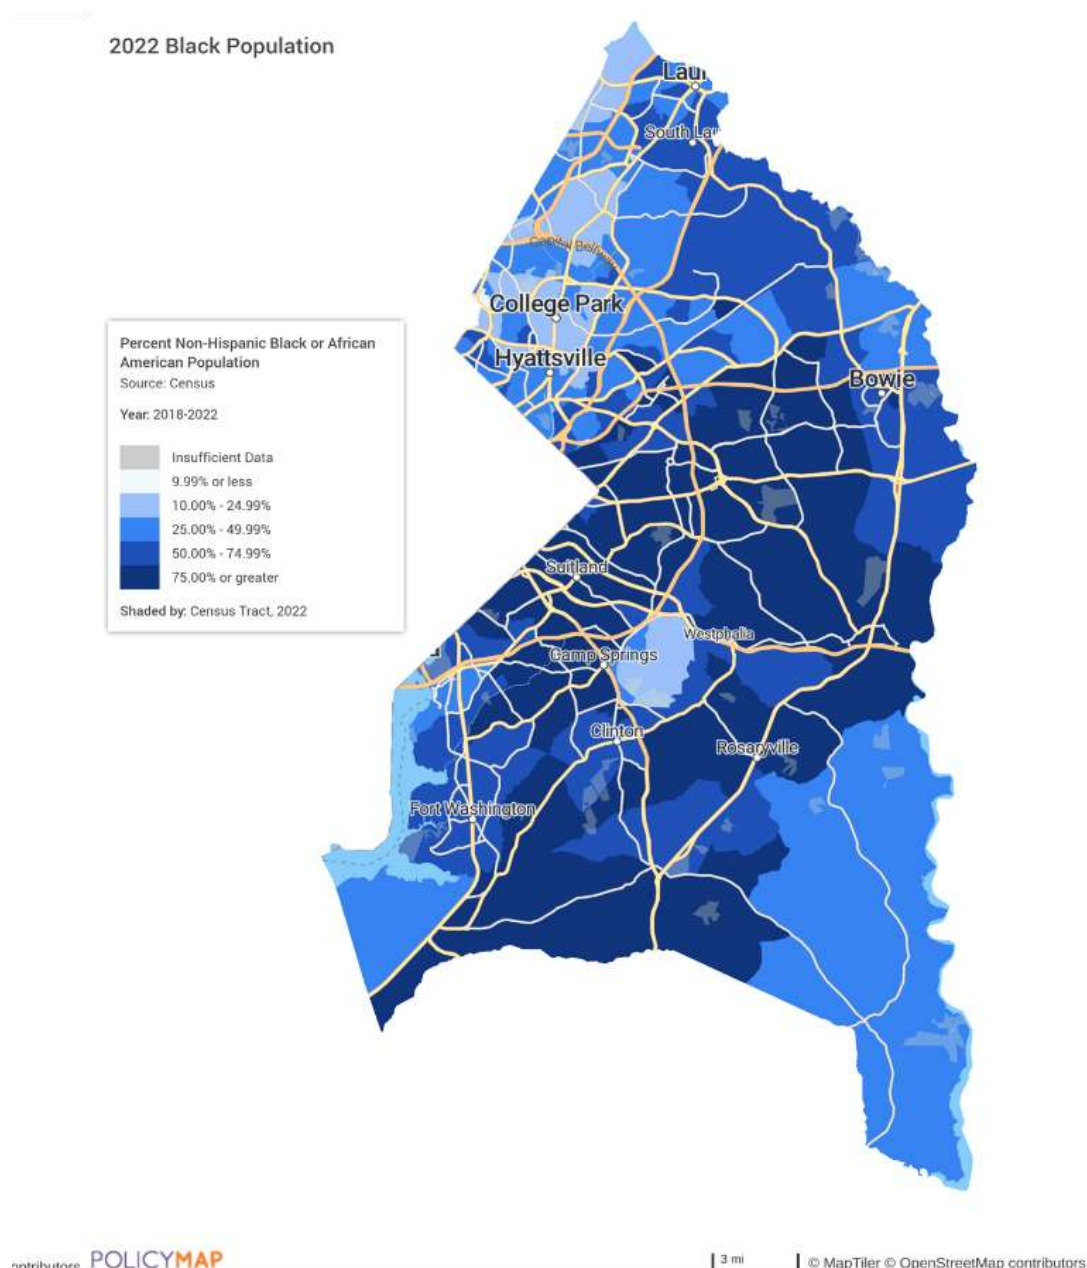 2022 Black Population
Laur
South Lau
Capital Beltway
College Park
Hyattsville
Percent Non-Hispanic Black or African
American Population
Source: Census
Year: 2018-2022
Insufficient Data
9.99% or less
10.00% - 24.99%
25.00% - 49.99%
50.00% - 74.99%
75.00% or greater
Shaded by: Census Tract, 2022
Bowie
Suitland
Westphalia
Camp Springs
Clinton
Rosaryville
Fort Washington
ontributors POLICYMAP
3 mi
© MapTiler © OpenStreetMap contributors